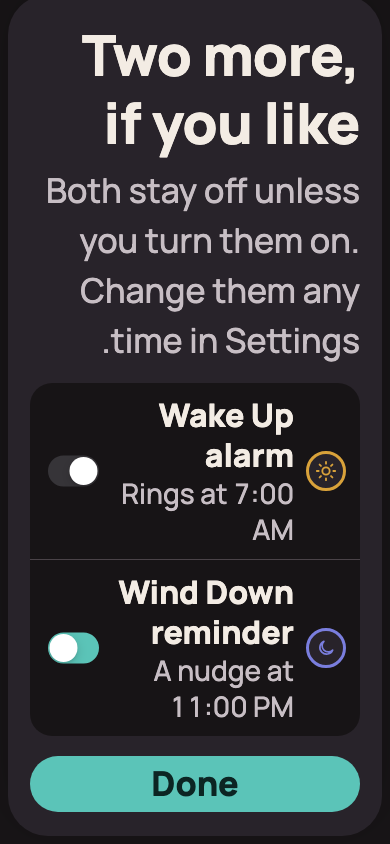 Two more,
if you like
Both stay off unless
you turn them on.
Change them any
.time in Settings
Wake Up
alarm
Rings at 7:00
AM
Wind Down
reminder
A nudge at
11:00 PM
Done